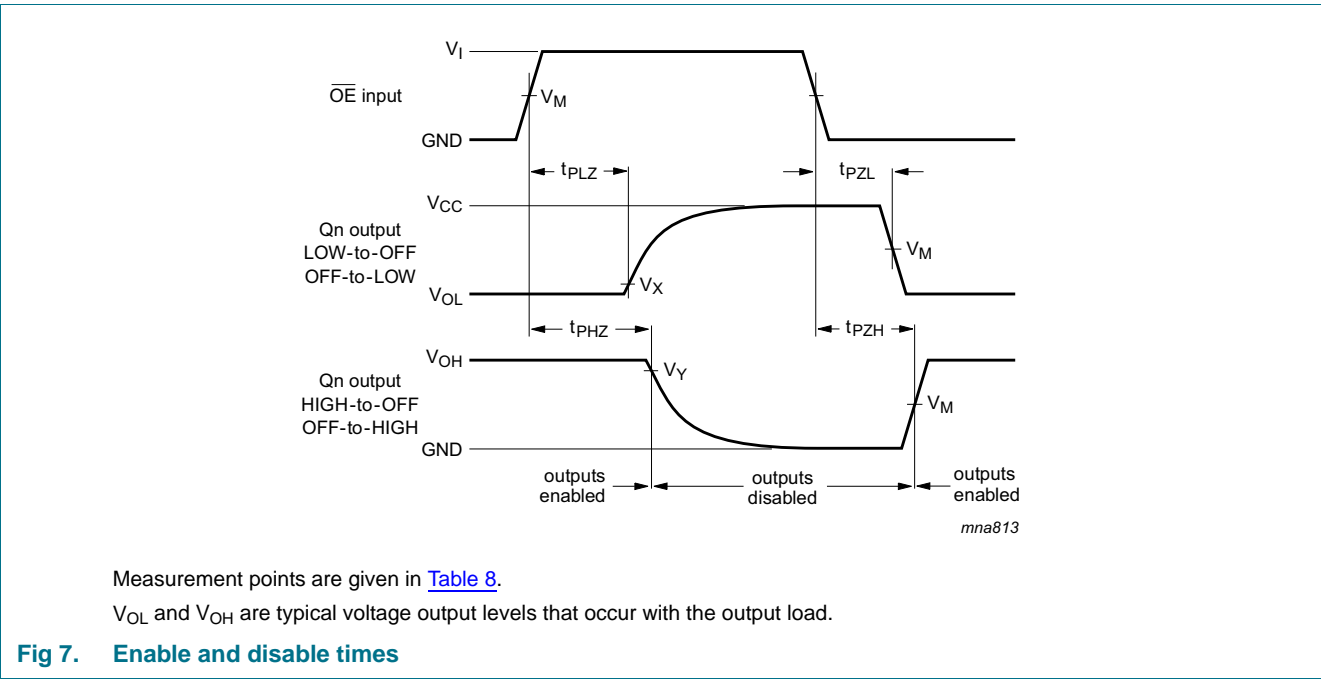 VI
OE input
VM
GND
tPLZ
tPZL
VCC
Qn output
LOW-to-OFF
OFF-to-LOW
VM
VX
VOL
tPHZ
tPZH
VOH
VY
Qn output
HIGH-to-OFF
OFF-to-HIGH
VM
GND
outputs
enabled
outputs
disabled
outputs
enabled
mna813
Measurement points are given in Table 8.
VOL and VOH are typical voltage output levels that occur with the output load.
Fig 7. Enable and disable times